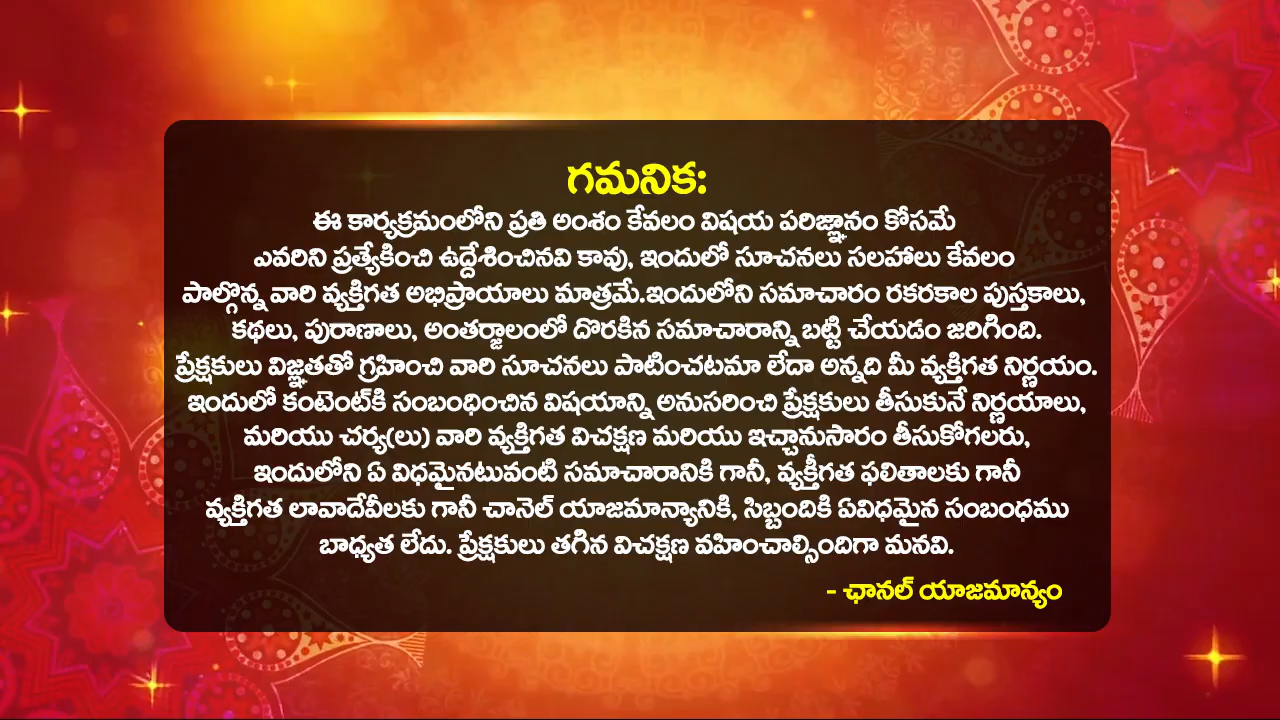 గమనిక:
ఈ కార్యక్రమంలోని ప్రతి అంశం కేవలం విషయ పరిజ్ఞానం కోసమే
ఎవరిని ప్రత్యేకించి ఉద్దేశించినవి కావు, ఇందులో సూచనలు సలహాలు కేవలం
పాల్గొన్న వారి వ్యక్తిగత అభిప్రాయాలు మాత్రమే.ఇందులోని సమాచారం రకరకాల పుస్తకాలు,
కథలు, పురాణాలు, అంతర్జాలంలో దొరకిన సమాచారాన్ని బట్టి చేయడం జరిగింది.
ప్రేక్షకులు విజ్ఞతతో గ్రహించి వారి సూచనలు పాటించటమా లేదా అన్నది మీ వ్యక్తిగత నిర్ణయం.
ఇందులో కంటెంట్‌కి సంబంధించిన విషయాన్ని అనుసరించి ప్రేక్షకులు తీసుకునే నిర్ణయాలు,
మరియు చర్య(లు) వారి వ్యక్తిగత విచక్షణ మరియు ఇచ్ఛానుసారం తీసుకోగలరు,
ఇందులోని ఏ విధమైనటువంటి సమాచారానికి గానీ, వ్యక్తీగత ఫలితాలకు గానీ
వ్యక్తిగత లావాదేవీలకు గానీ చానెల్ యాజమాన్యానికి, సిబ్బందికి ఏవిధమైన సంబంధము
బాధ్యత లేదు. ప్రేక్షకులు తగిన విచక్షణ వహించాల్సిందిగా మనవి.
- ఛానల్ యాజమాన్యం